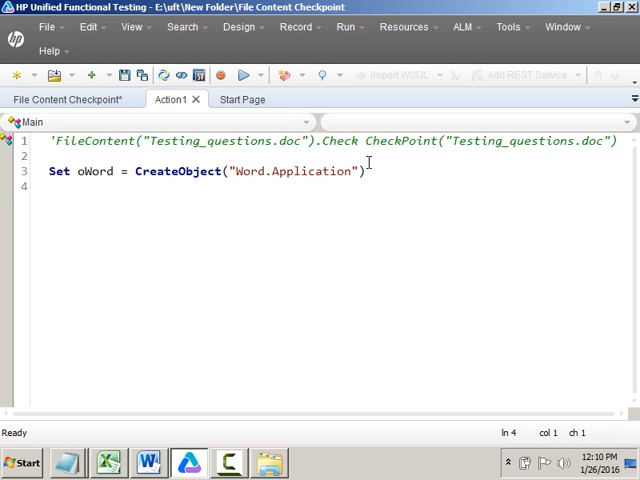 HP Unified Functional Testing - E:\uft\New Folder\File Content Checkpoint
File Edit View Search Design Record Run Resources ALM Tools Window
Help
Import WSDL Add REST Service
File Content Checkpoint* Action1 Start Page
Main
1 'FileContent("Testing_questions.doc").Check CheckPoint("Testing_questions.doc")
2
3 Set oWord = CreateObject("Word.Application")
4
Ready ln 4 col 1 ch 1
Start 12:10 PM
1/26/2016